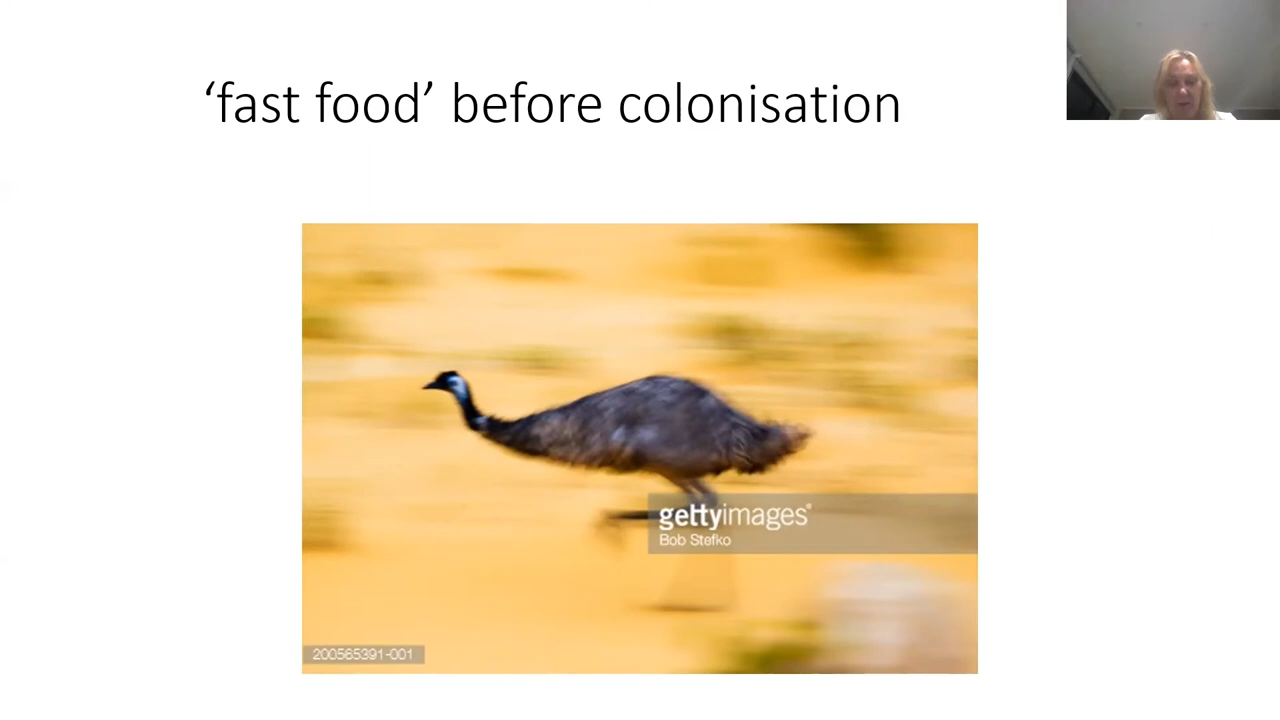 ‘fast food’ before colonisation
gettyimages®
Bob Stefko
200565391-001